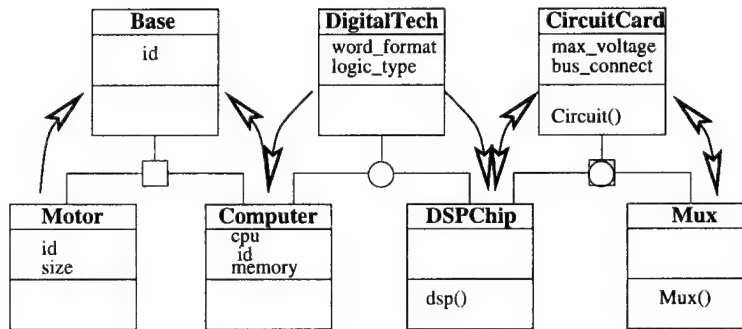 Base
id
DigitalTech
word_format
logic_type
CircuitCard
max_voltage
bus_connect
Circuit()
Motor
id
size
Computer
cpu
id
memory
DSPChip
dsp()
Mux
Mux()